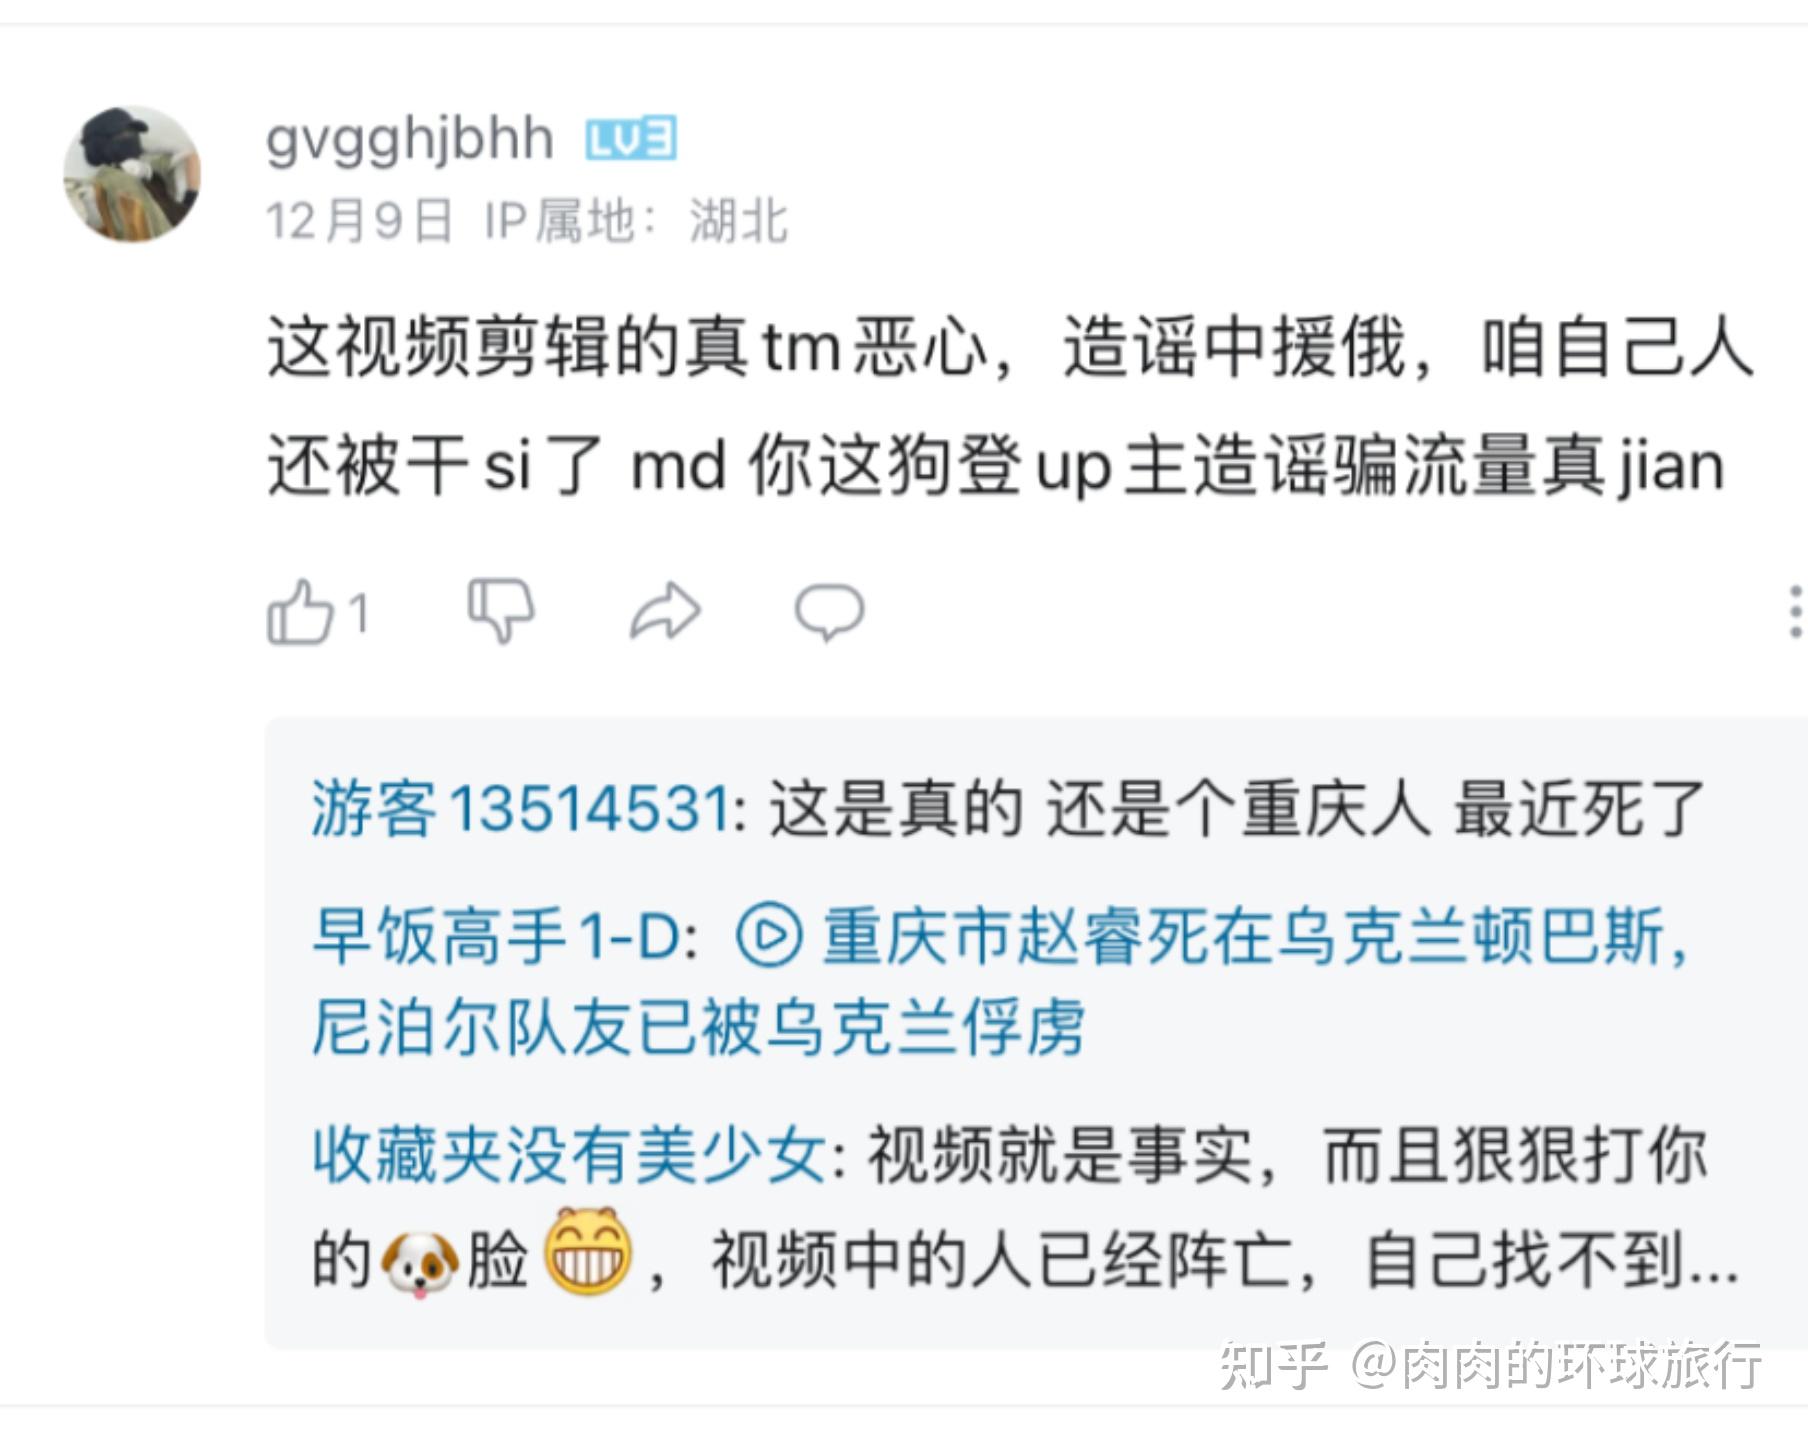 gvgghjbhh LV3
12月9日 IP属地：湖北
这视频剪辑的真tm恶心，造谣中援俄，咱自己人
还被干si了 md 你这狗登up主造谣骗流量真jian
1
游客13514531: 这是真的 还是个重庆人 最近死了
早饭高手1-D: 重庆市赵睿死在乌克兰顿巴斯，
尼泊尔队友已被乌克兰俘虏
收藏夹没有美少女: 视频就是事实，而且狠狠打你
的🐶脸😁，视频中的人已经阵亡，自己找不到...
知乎 @肉肉的环球旅行